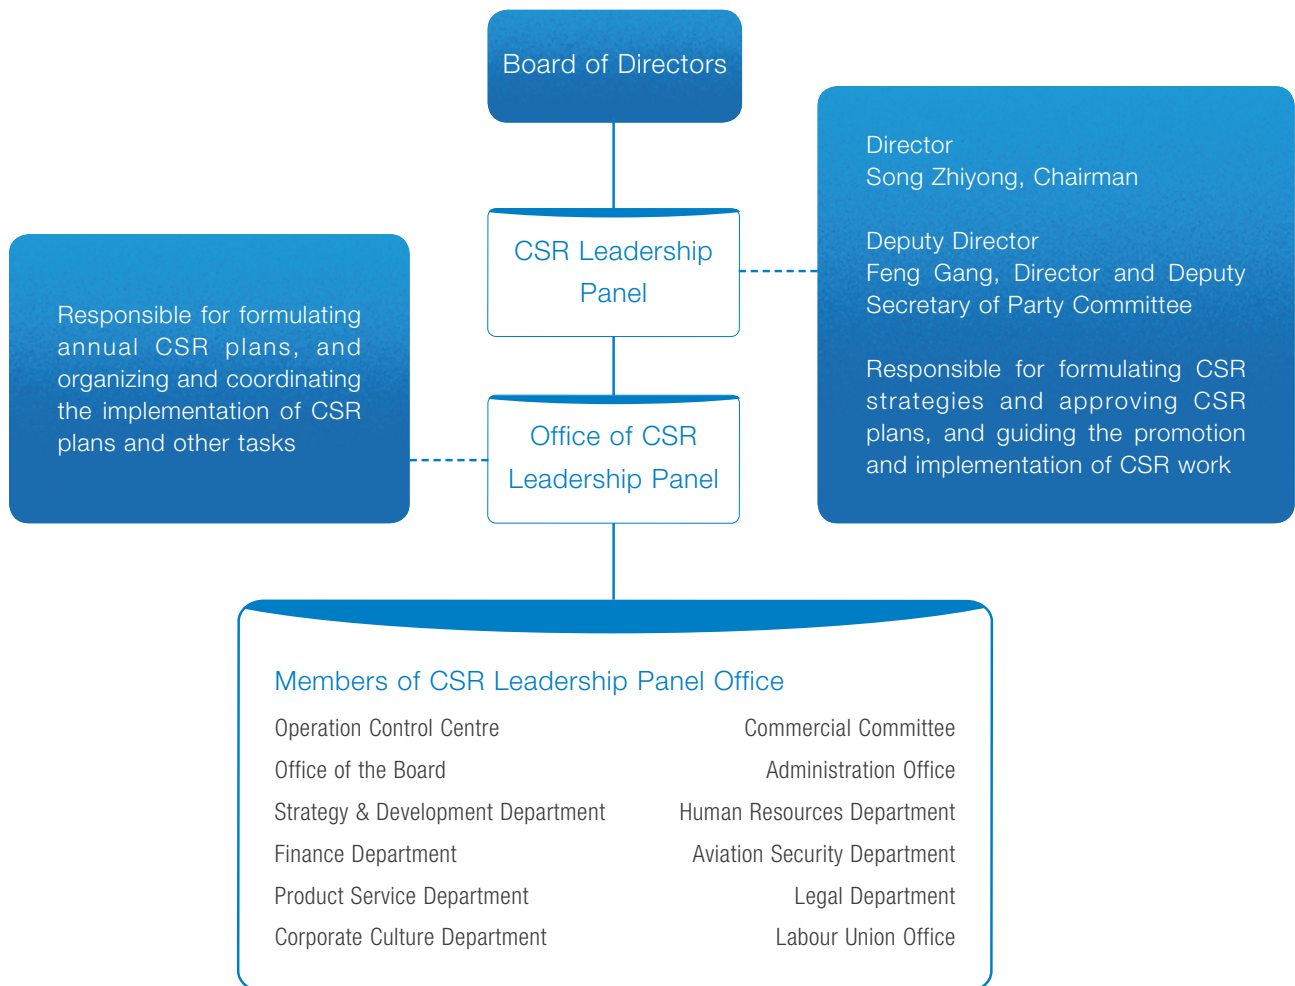 Board of Directors
Director
Song Zhiyong, Chairman
Deputy Director
Feng Gang, Director and Deputy
Secretary of Party Committee
Responsible for formulating CSR
strategies and approving CSR
plans, and guiding the promotion
and implementation of CSR work
CSR Leadership
Panel
Responsible for formulating
annual CSR plans, and
organizing and coordinating
the implementation of CSR
plans and other tasks
Office of CSR
Leadership Panel
Members of CSR Leadership Panel Office
Operation Control Centre
Commercial Committee
Office of the Board
Administration Office
Strategy & Development Department
Human Resources Department
Finance Department
Aviation Security Department
Product Service Department
Legal Department
Corporate Culture Department
Labour Union Office